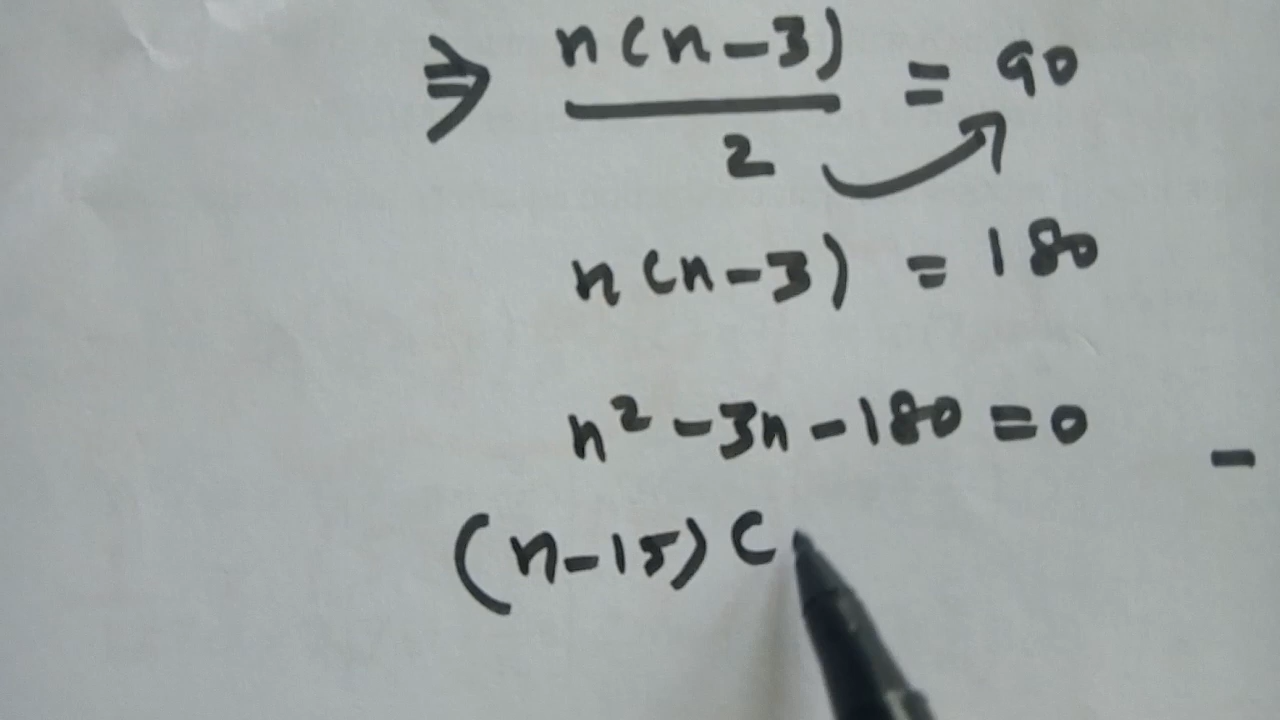 ⇒ n(n-3)/2 = 90
n(n-3) = 180
n² -3n -180 =0
-
(n-15) (